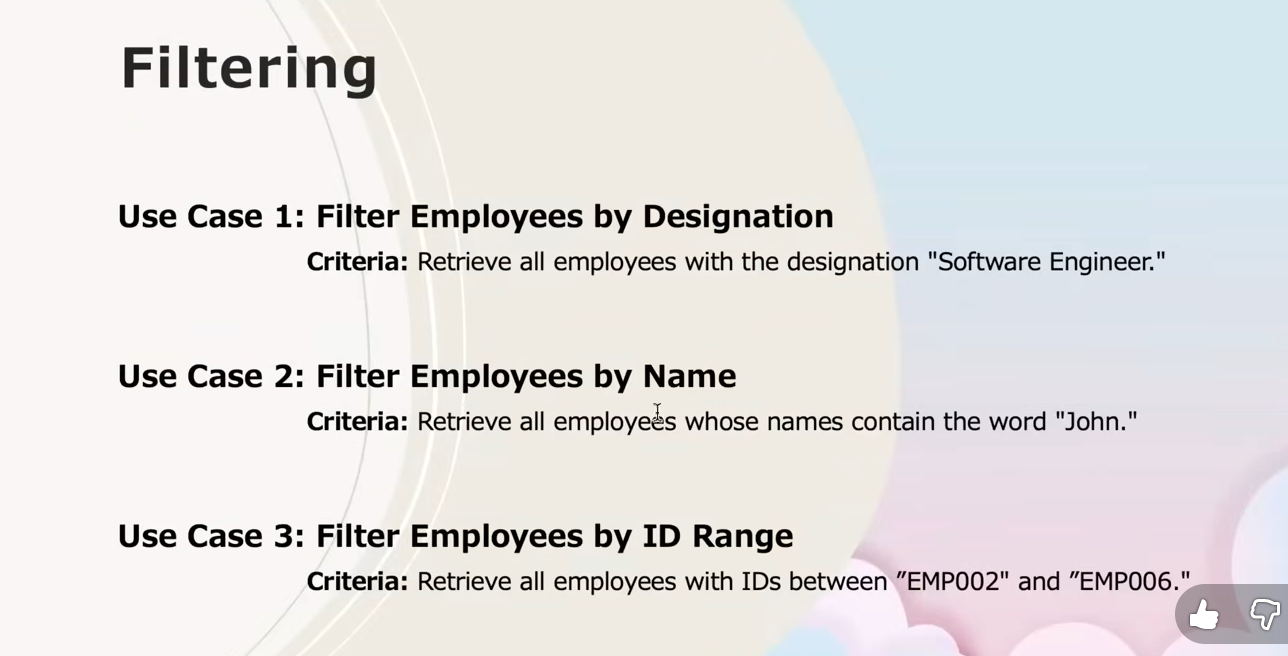 Filtering
Use Case 1: Filter Employees by Designation
Criteria: Retrieve all employees with the designation "Software Engineer."
Use Case 2: Filter Employees by Name
Criteria: Retrieve all employees whose names contain the word "John."
Use Case 3: Filter Employees by ID Range
Criteria: Retrieve all employees with IDs between ”EMP002" and ”EMP006."